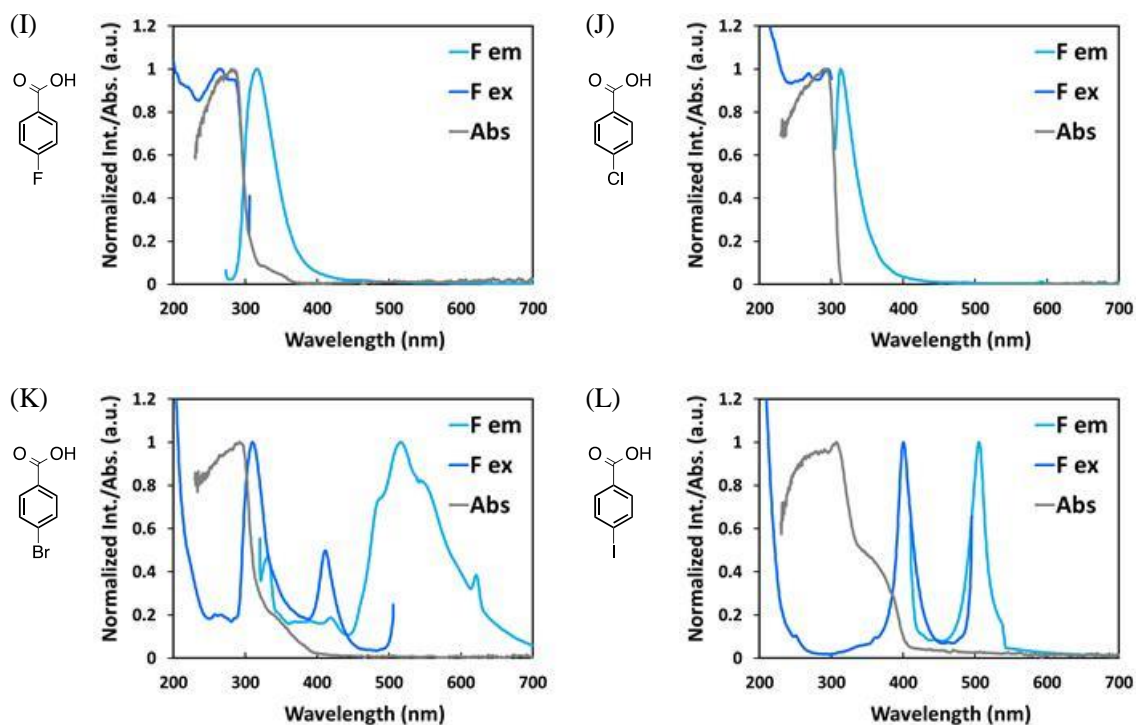 (I)
O OH
F
Normalized Int./Abs. (a.u.)
1.2
1
0.8
0.6
0.4
0.2
0
200 300 400 500 600 700
Wavelength (nm)
F em
F ex
Abs
(J)
O OH
Cl
Normalized Int./Abs. (a.u.)
1.2
1
0.8
0.6
0.4
0.2
0
200 300 400 500 600 700
Wavelength (nm)
F em
F ex
Abs
(K)
O OH
Br
Normalized Int./Abs. (a.u.)
1.2
1
0.8
0.6
0.4
0.2
0
200 300 400 500 600 700
Wavelength (nm)
F em
F ex
Abs
(L)
O OH
I
Normalized Int./Abs. (a.u.)
1.2
1
0.8
0.6
0.4
0.2
0
200 300 400 500 600 700
Wavelength (nm)
F em
F ex
Abs